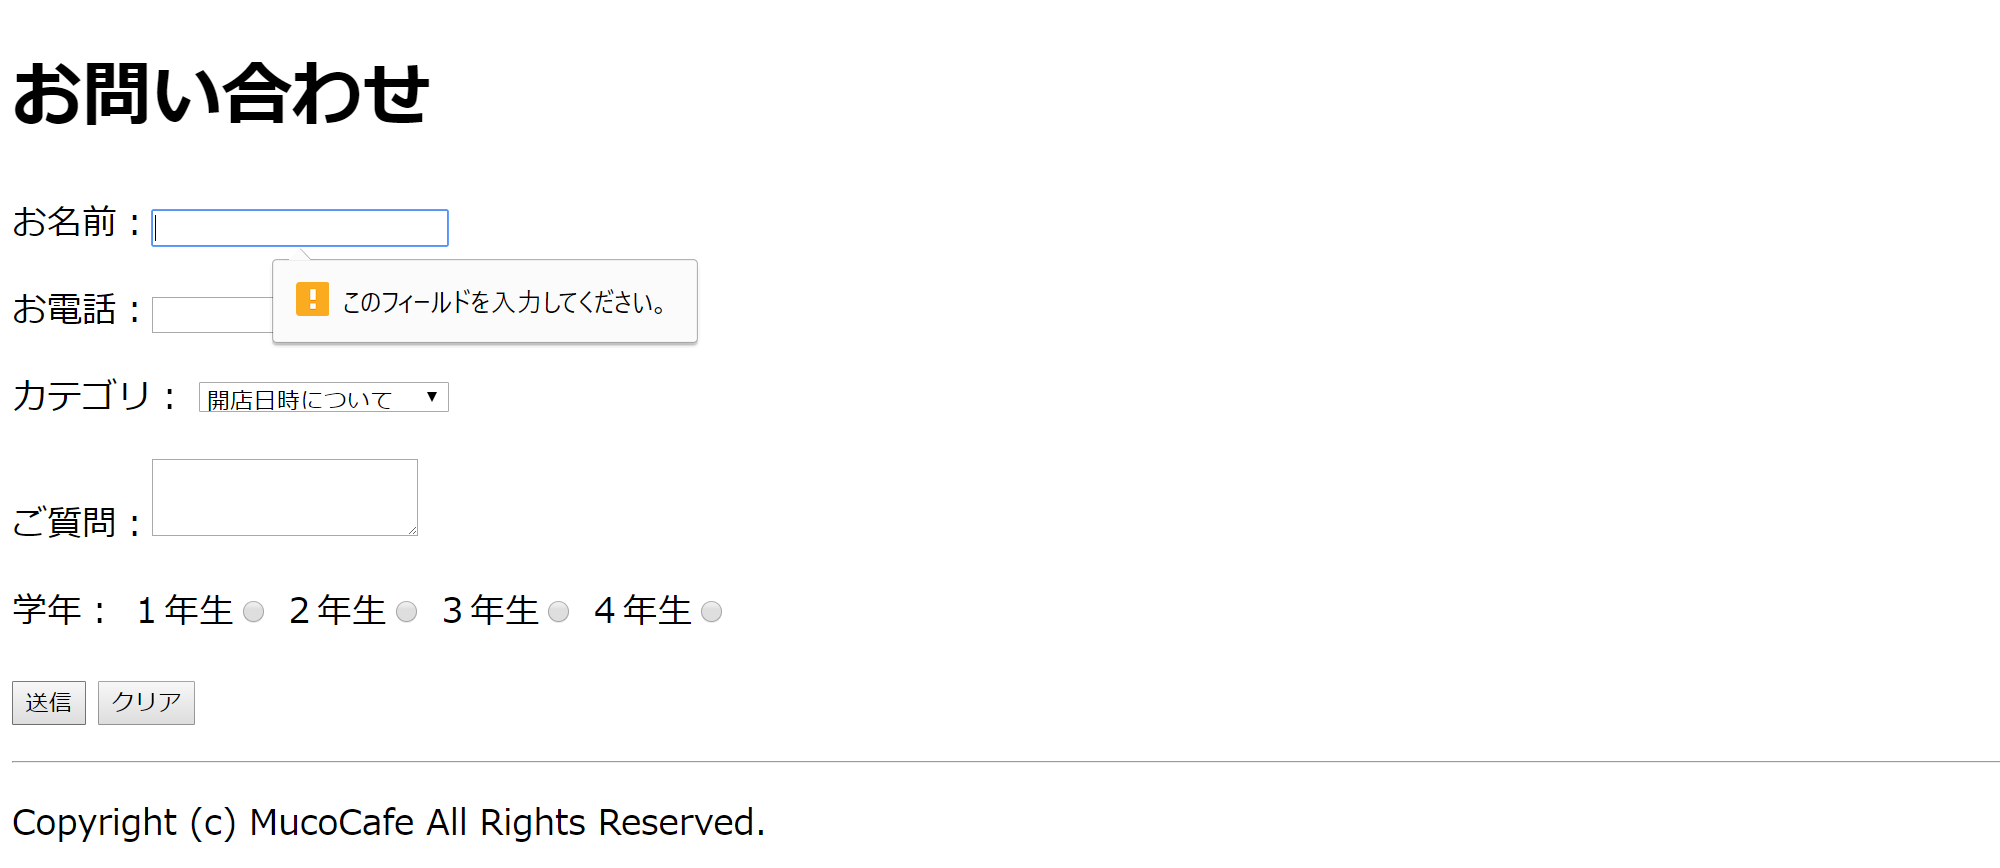 お問い合わせ
お名前：
このフィールドを入力してください。
お電話：
カテゴリ： 開店日時について ▼
ご質問：
学年： １年生 ２年生 ３年生 ４年生
送信 クリア
Copyright (c) MucoCafe All Rights Reserved.